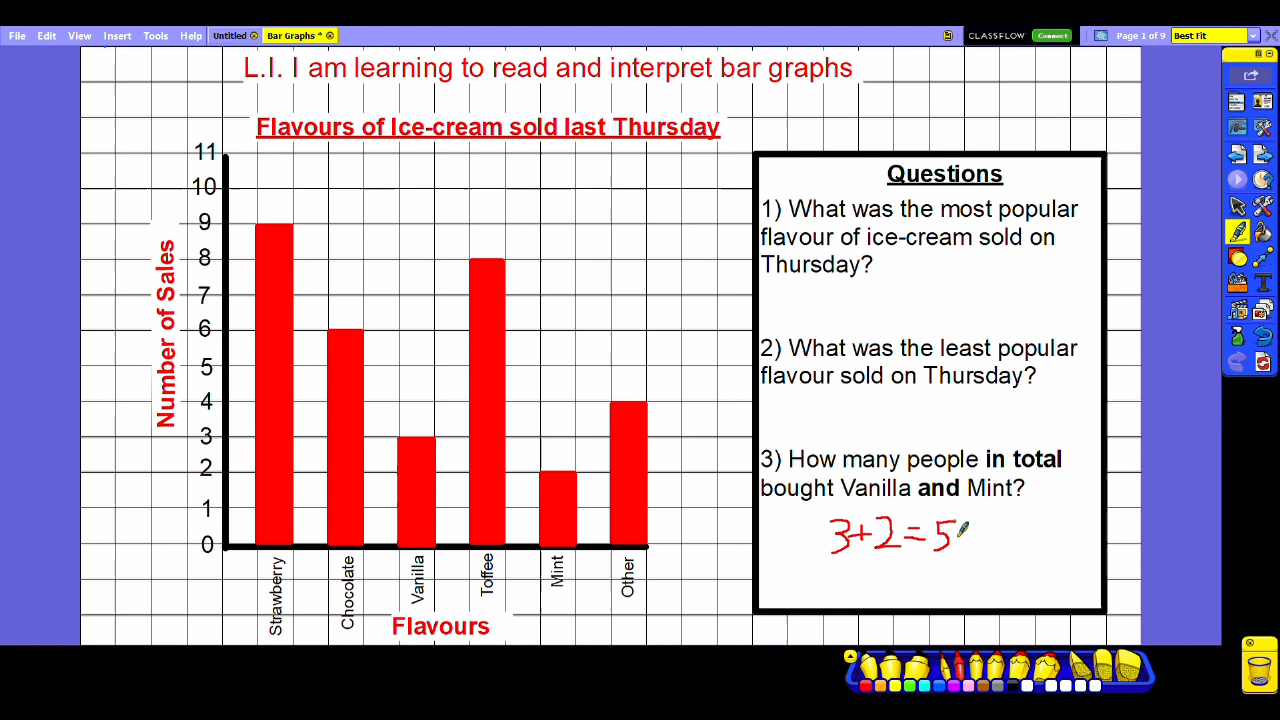 File Edit View Insert Tools Help Untitled Bar Graphs * CLASSFLOW Connect Page 1 of 9 Best Fit
L.I. I am learning to read and interpret bar graphs
Flavours of Ice-cream sold last Thursday
11
10
9
8
7
6
5
4
3
2
1
0
Number of Sales
Strawberry
Chocolate
Vanilla
Toffee
Mint
Other
Flavours
Questions
1) What was the most popular
flavour of ice-cream sold on
Thursday?
2) What was the least popular
flavour sold on Thursday?
3) How many people in total
bought Vanilla and Mint?
3+2=5